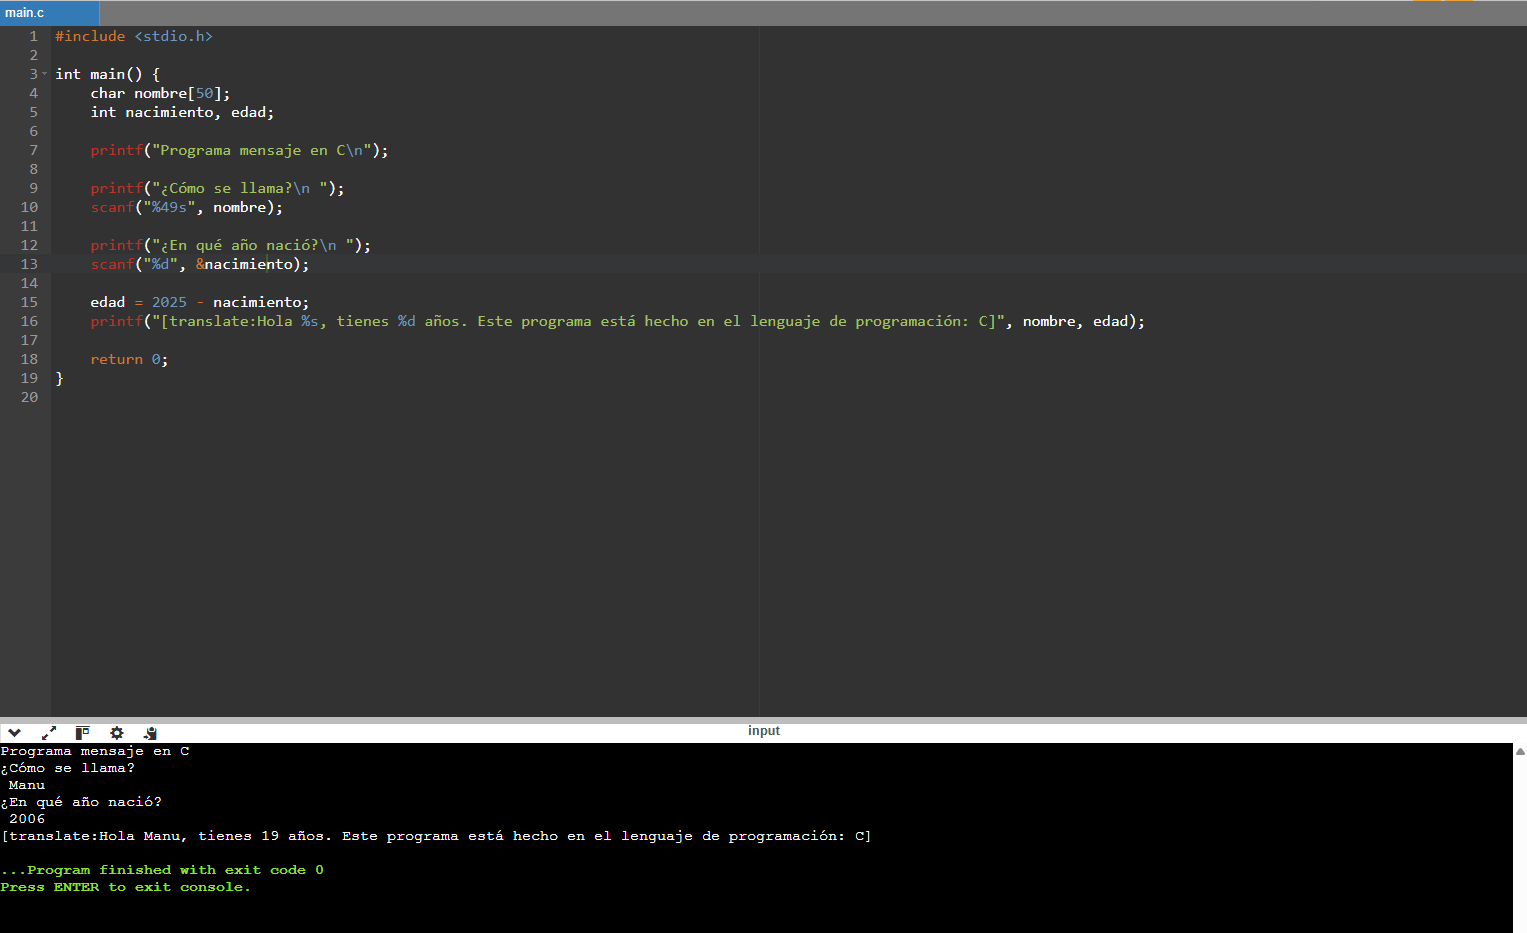 main.c
1 #include <stdio.h>
2
3 int main() {
4     char nombre[50];
5     int nacimiento, edad;
6
7     printf("Programa mensaje en C\n");
8
9     printf("¿Cómo se llama?\n ");
10     scanf("%49s", nombre);
11
12     printf("¿En qué año nació?\n ");
13     scanf("%d", &nacimiento);
14
15     edad = 2025 - nacimiento;
16     printf("[translate:Hola %s, tienes %d años. Este programa está hecho en el lenguaje de programación: C]", nombre, edad);
17
18     return 0;
19 }
20
input
Programa mensaje en C
¿Cómo se llama?
 Manu
¿En qué año nació?
 2006
[translate:Hola Manu, tienes 19 años. Este programa está hecho en el lenguaje de programación: C]
...Program finished with exit code 0
Press ENTER to exit console.